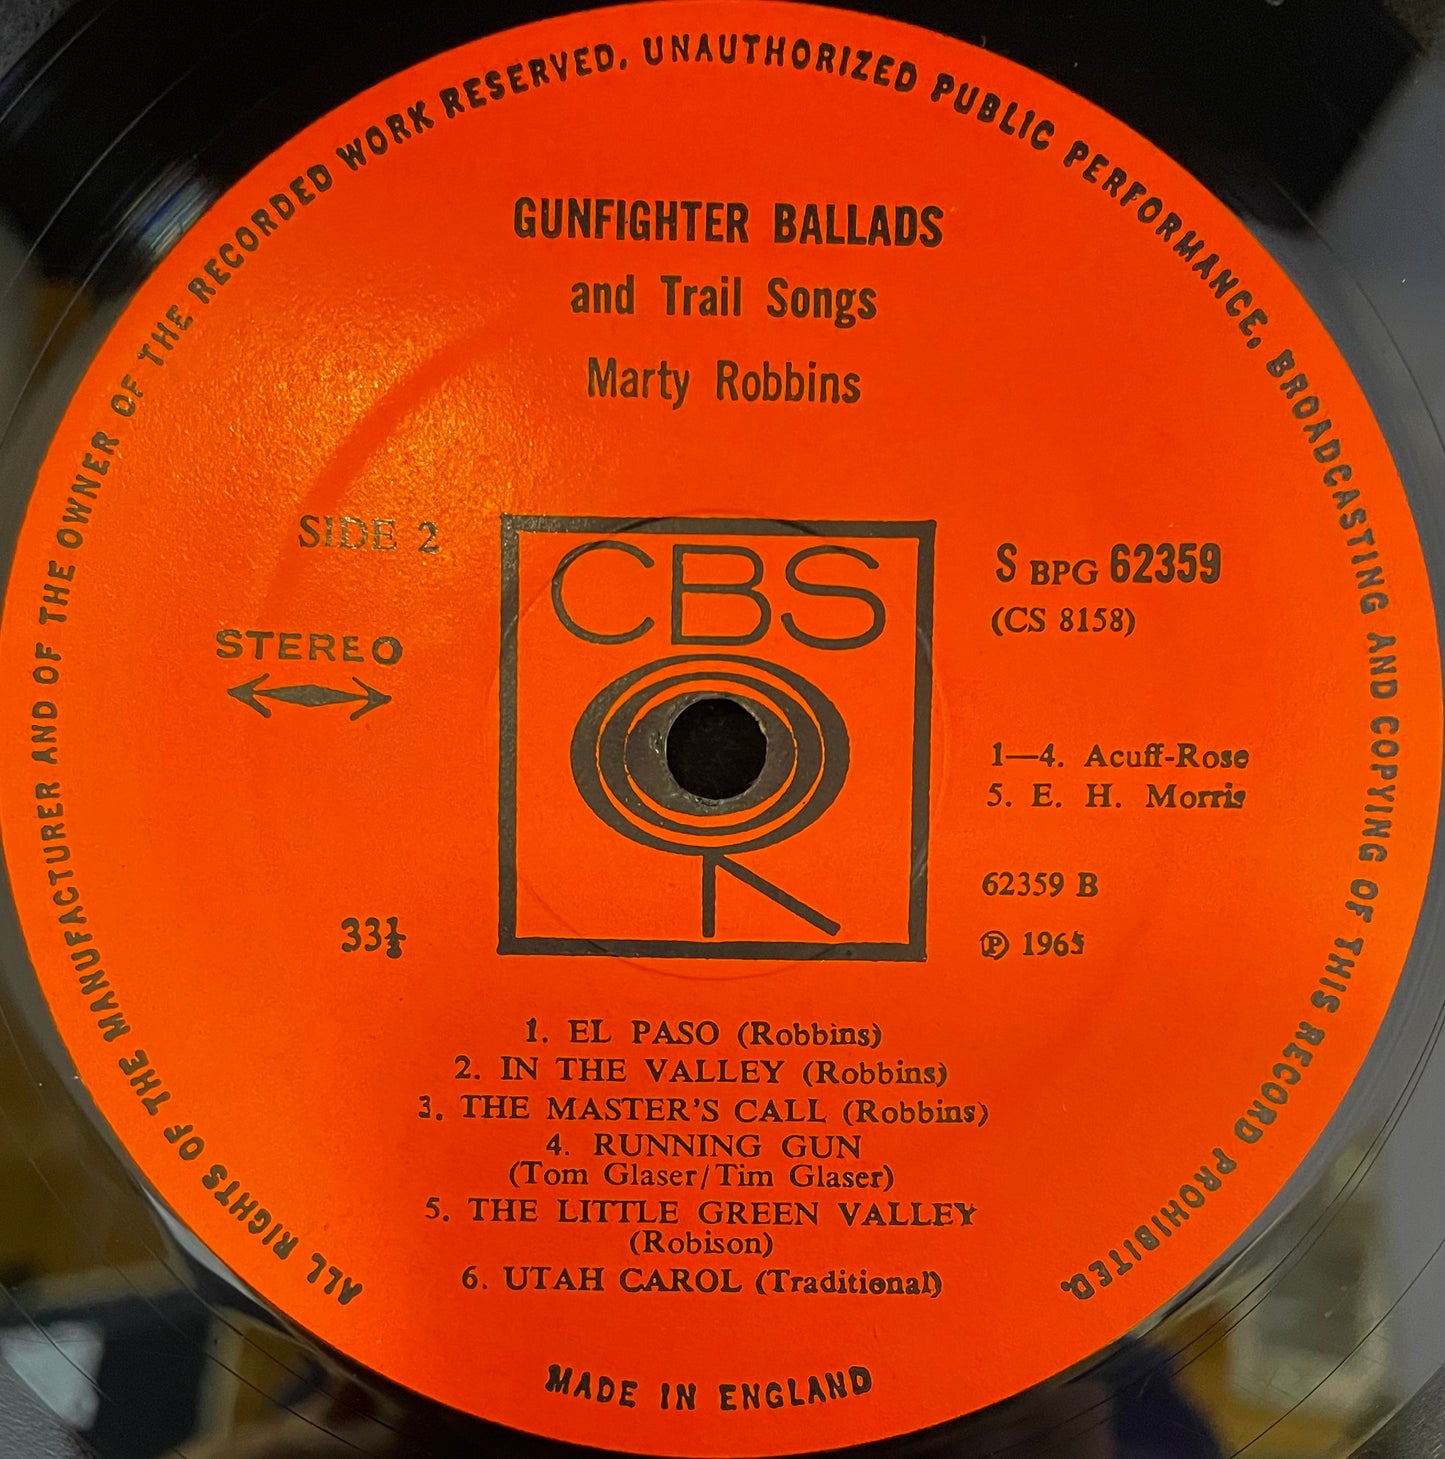 ALL RIGHTS OF THE MANUFACTURER AND OF THE OWNER OF THE RECORDED WORK RESERVED. UNAUTHORIZED PUBLIC PERFORMANCE, BROADCASTING AND COPYING OF THIS RECORD PROHIBITED.
GUNFIGHTER BALLADS
and Trail Songs
Marty Robbins
SIDE 2
STEREO
33⅓
CBS
S BPG 62359
(CS 8158)
1—4. Acuff-Rose
5. E. H. Morris
62359 B
℗ 1965
1. EL PASO (Robbins)
2. IN THE VALLEY (Robbins)
3. THE MASTER'S CALL (Robbins)
4. RUNNING GUN
(Tom Glaser/Tim Glaser)
5. THE LITTLE GREEN VALLEY
(Robison)
6. UTAH CAROL (Traditional)
MADE IN ENGLAND